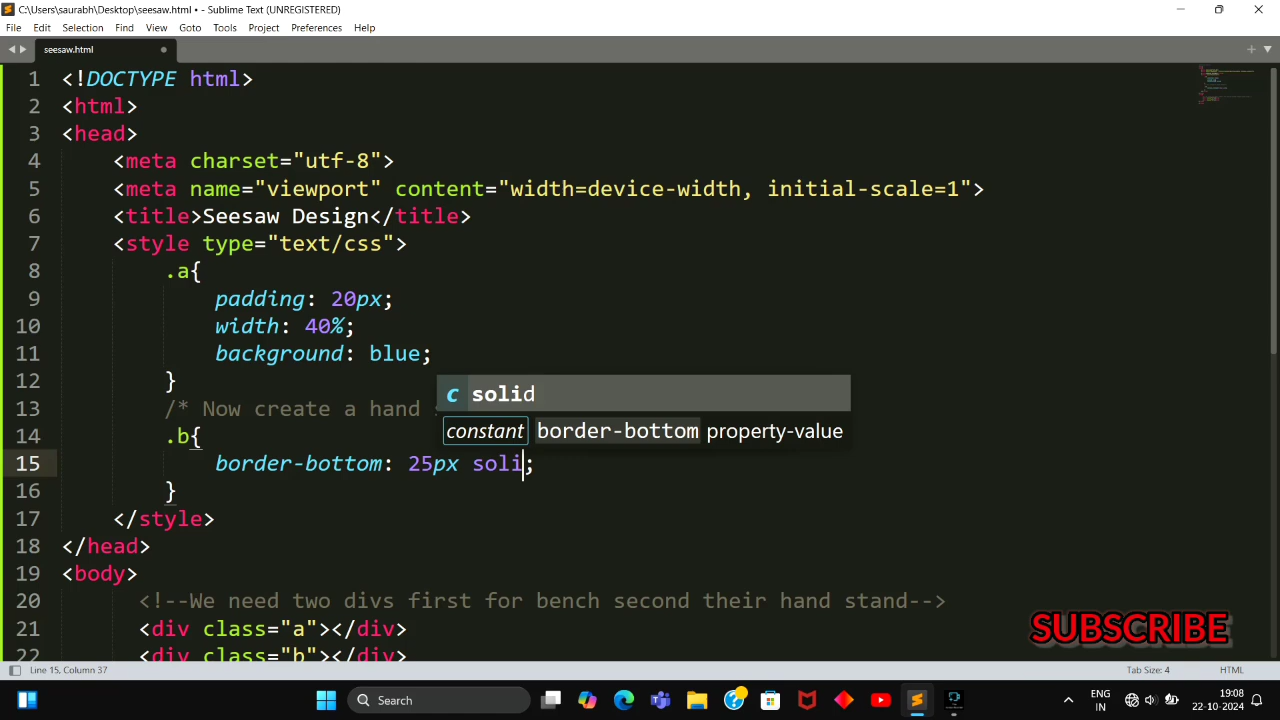 C:\Users\saurabh\Desktop\seesaw.html • - Sublime Text (UNREGISTERED)
File Edit Selection Find View Goto Tools Project Preferences Help
seesaw.html
1 <!DOCTYPE html>
2 <html>
3 <head>
4 <meta charset="utf-8">
5 <meta name="viewport" content="width=device-width, initial-scale=1">
6 <title>Seesaw Design</title>
7 <style type="text/css">
8 .a{
9 padding: 20px;
10 width: 40%;
11 background: blue;
12 }
c solid
13 /* Now create a hand
constant border-bottom property-value
14 .b{
15 border-bottom: 25px soli;
16 }
17 </style>
18 </head>
19 <body>
20 <!--We need two divs first for bench second their hand stand-->
21 <div class="a"></div>
22 <div class="b"></div>
SUBSCRIBE
Line 15, Column 37 Tab Size: 4 HTML
Search
ENG
IN
19:08
22-10-2024